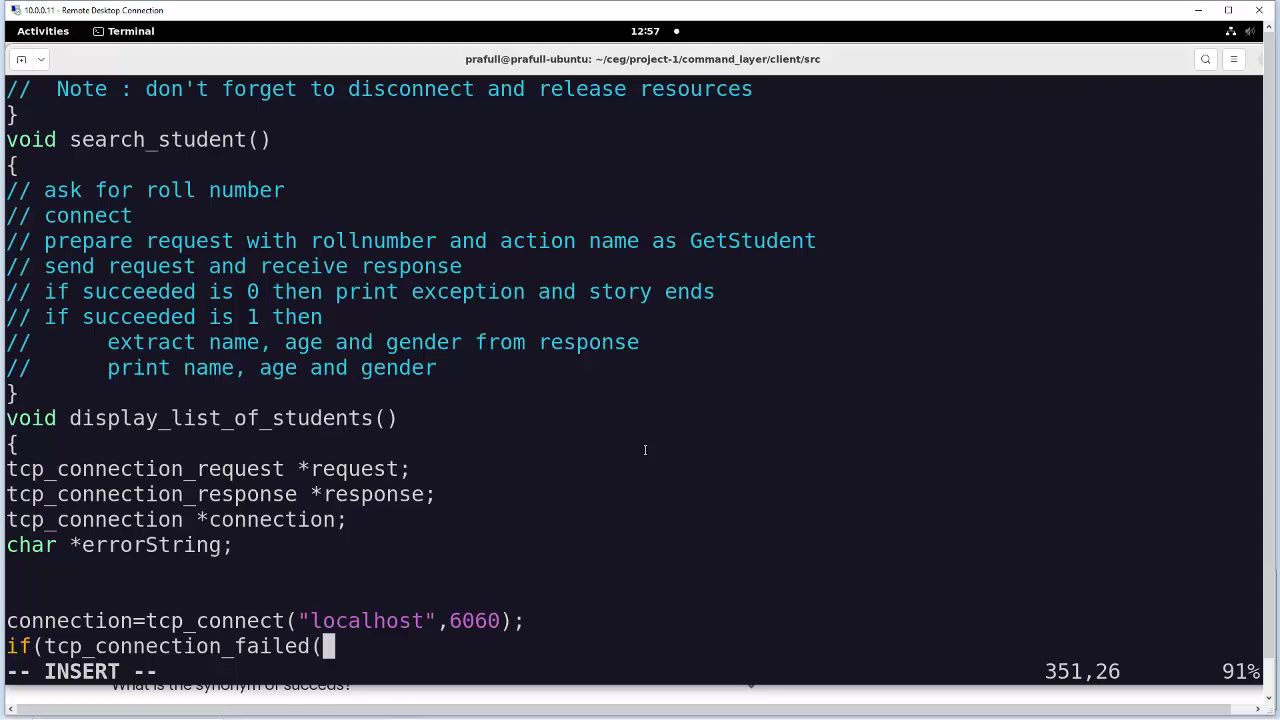 10.0.0.11 - Remote Desktop Connection
Activities
Terminal
12:57
prafull@prafull-ubuntu: ~/ceg/project-1/command_layer/client/src
//  Note : don't forget to disconnect and release resources
}
void search_student()
{
// ask for roll number
// connect
// prepare request with rollnumber and action name as GetStudent
// send request and receive response
// if succeeded is 0 then print exception and story ends
// if succeeded is 1 then
//      extract name, age and gender from response
//      print name, age and gender
}
void display_list_of_students()
{
tcp_connection_request *request;
tcp_connection_response *response;
tcp_connection *connection;
char *errorString;
connection=tcp_connect("localhost",6060);
if(tcp_connection_failed(
-- INSERT --
351,26
91%
What is the synonym of succeds?